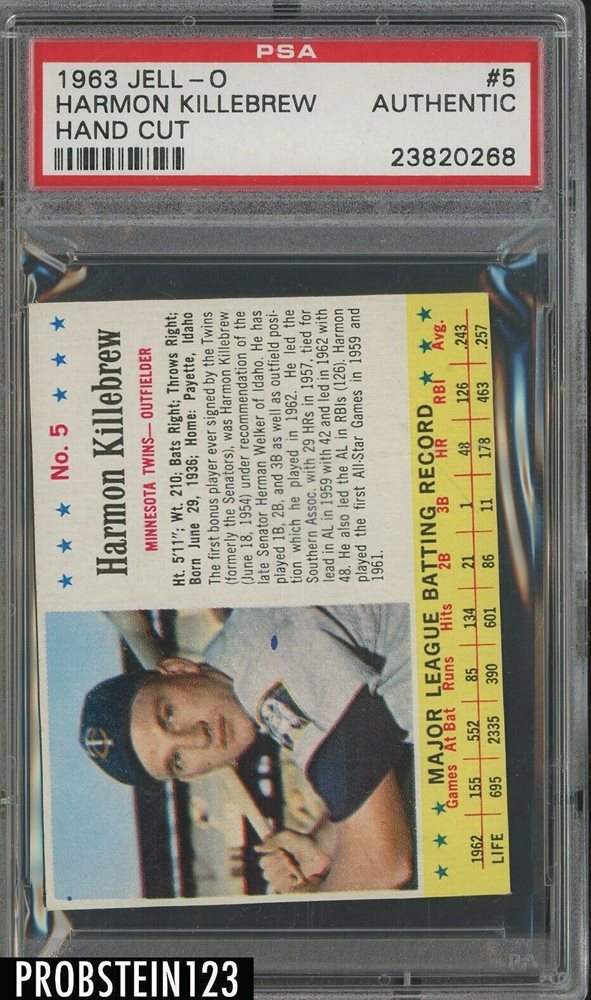 PSA
1963 JELL-O #5
HARMON KILLEBREW AUTHENTIC
HAND CUT
23820268
No. 5
Harmon Killebrew
MINNESOTA TWINS—OUTFIELDER
Ht. 5'11"; Wt. 210; Bats Right; Throws Right;
Born June 29, 1936; Home: Payette, Idaho
The first bonus player ever signed by the Twins
(formerly the Senators), was Harmon Killebrew
(June 18, 1954) under recommendation of the
late Senator Herman Welker of Idaho. He has
played 1B, 2B, and 3B as well as outfield posi-
tion which he played in 1962. He led the
Southern Assoc. with 29 HRs in 1957, tied for
lead in AL in 1959 with 42 and led in 1962 with
48. He also led the AL in RBIs (126). Harmon
played the first All-Star Games in 1959 and
1961.
MAJOR LEAGUE BATTING RECORD
Games At Bat Runs Hits 2B 3B HR RBI Avg.
1962 155 552 85 134 21 1 48 126 .243
LIFE 695 2335 390 601 86 11 178 463 .257
PROBSTEIN123